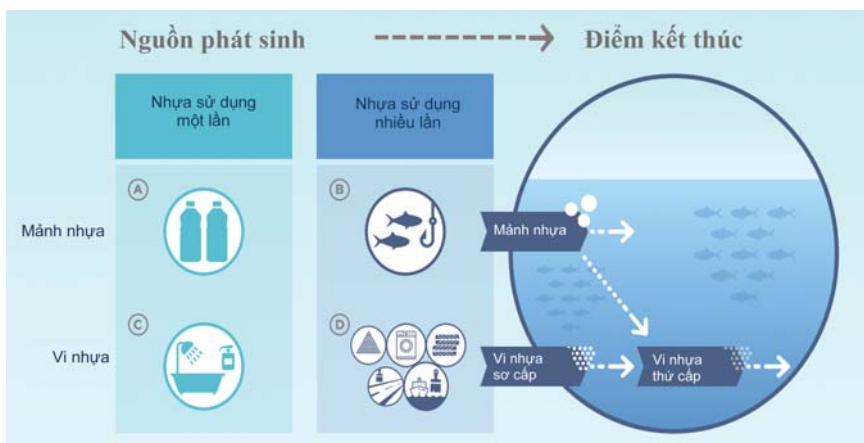 Nguồn phát sinh
Điểm kết thúc
Nhựa sử dụng
một lần
Nhựa sử dụng
nhiều lần
A
B
Mảnh nhựa
Mảnh nhựa
C
D
Vi nhựa
Vi nhựa
sơ cấp
Vi nhựa
thứ cấp